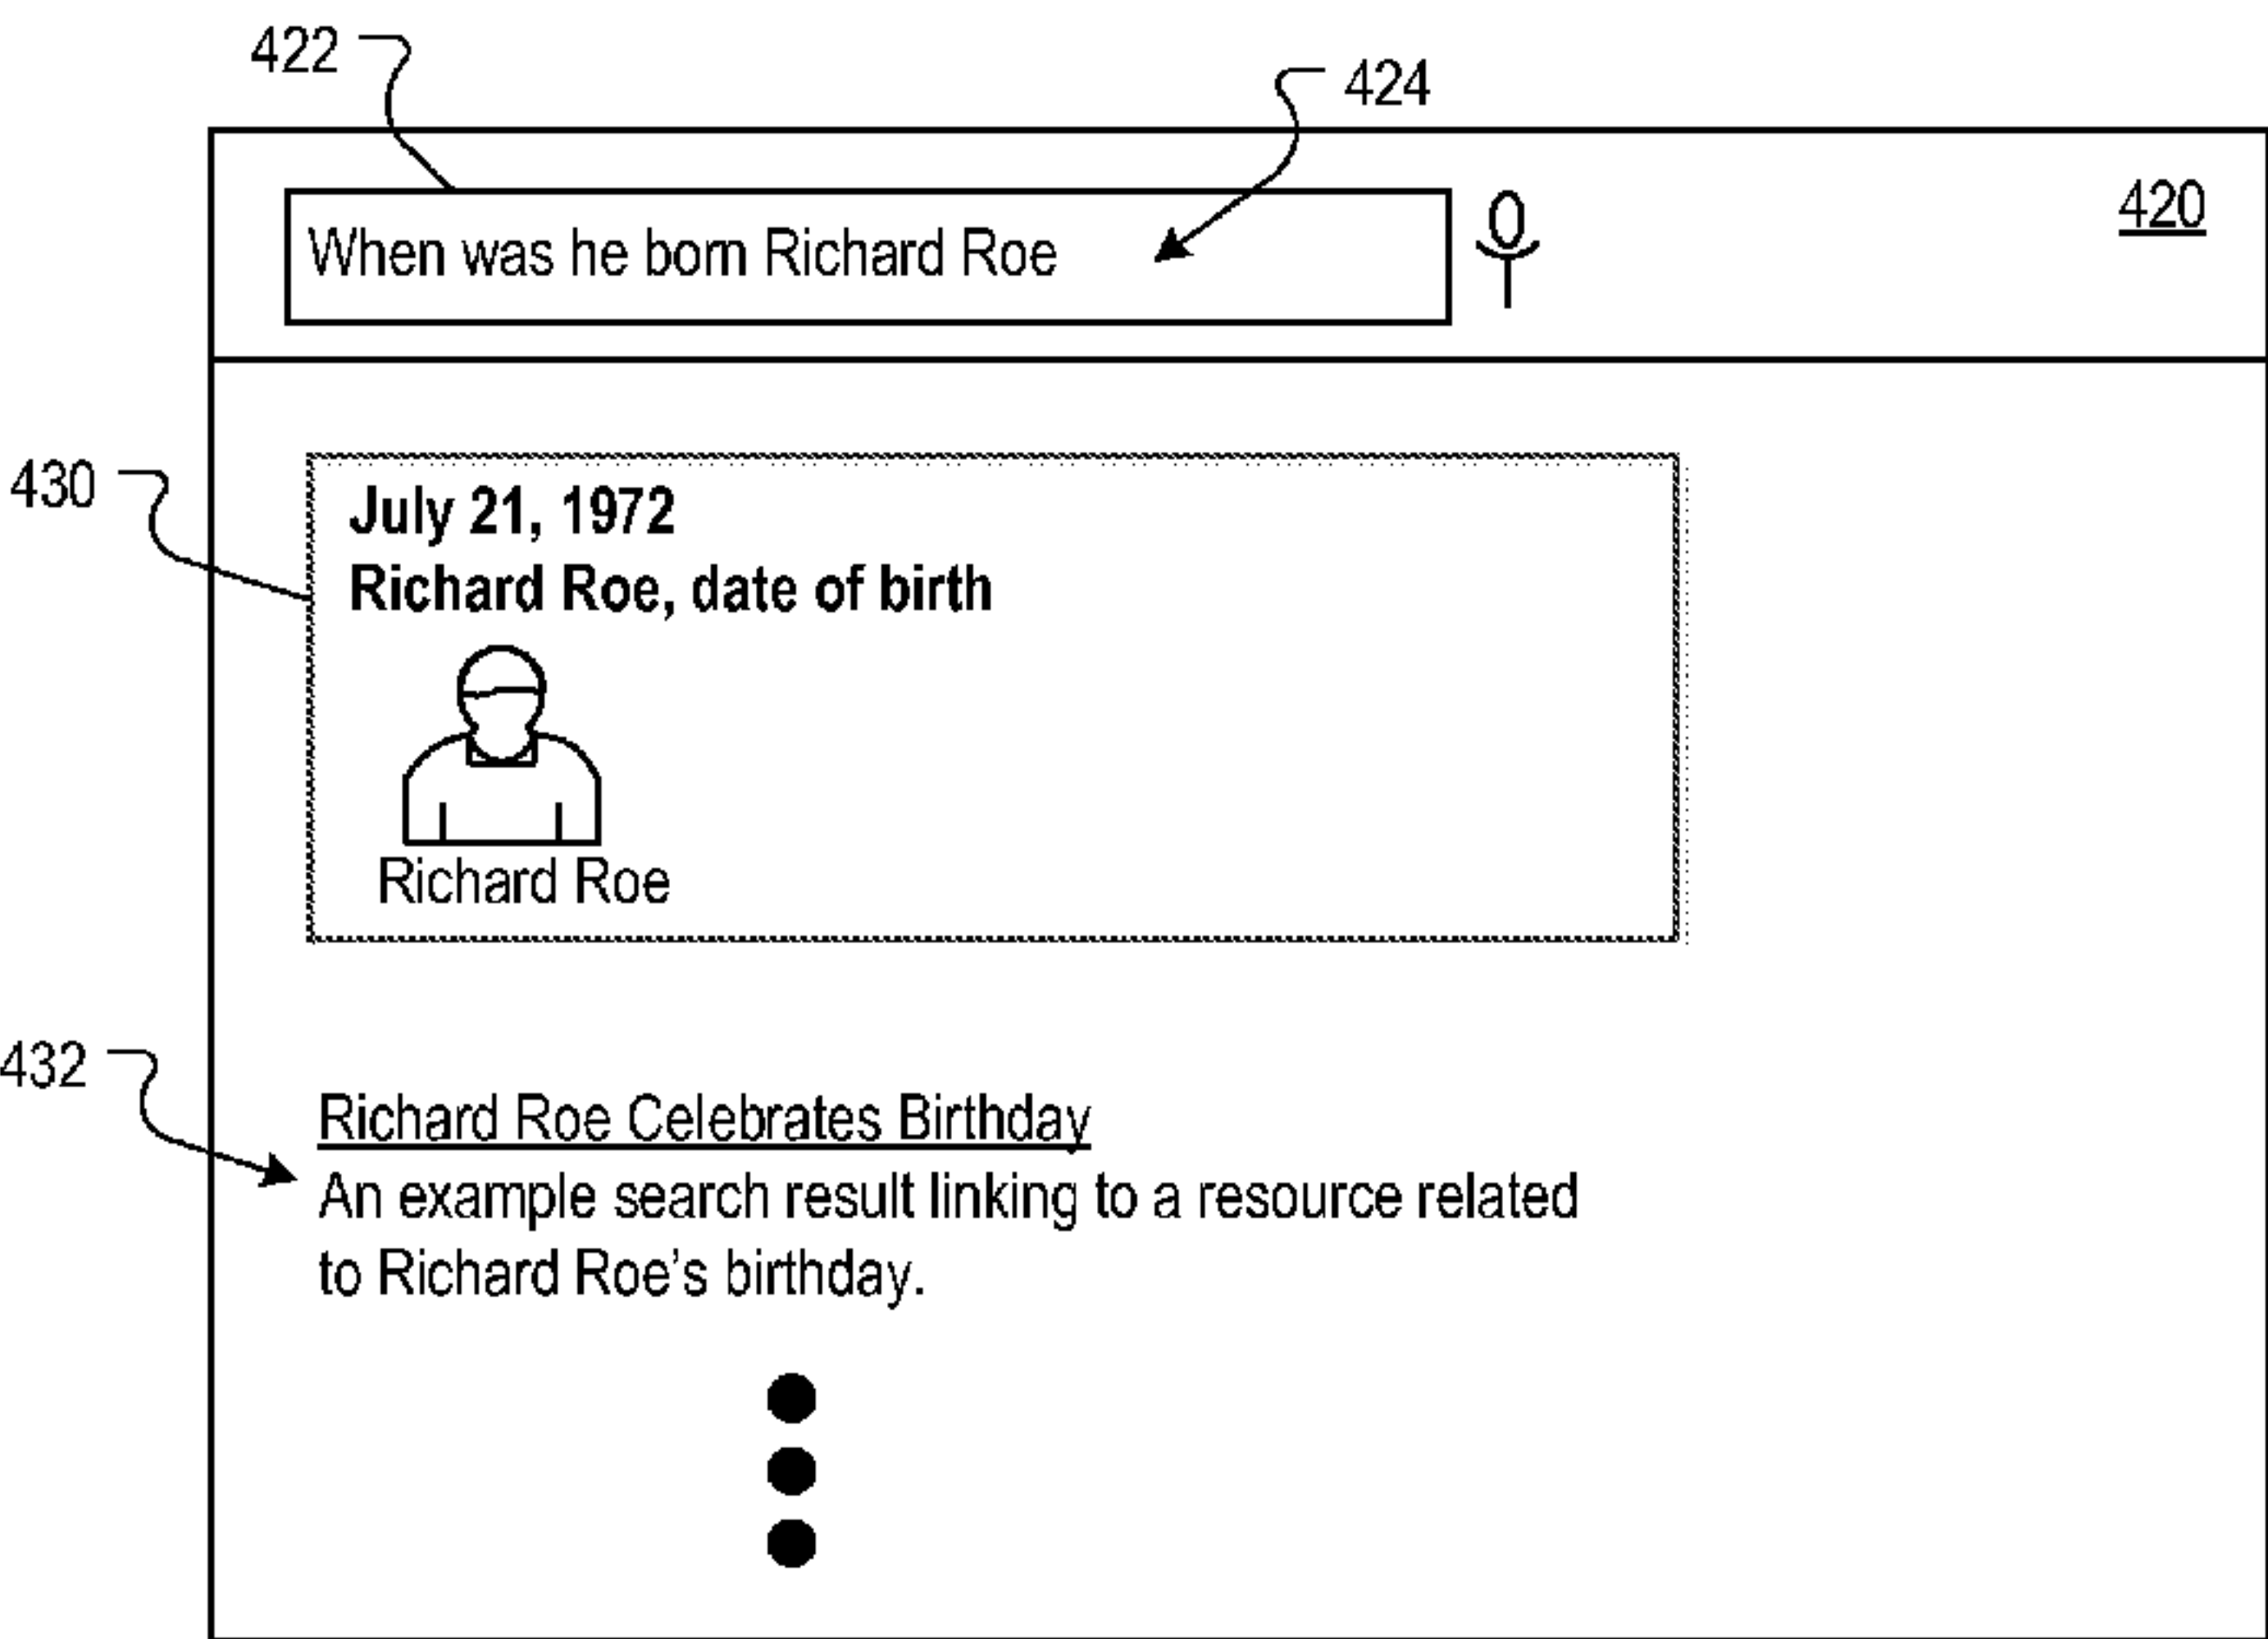 422
424
420
When was he born Richard Roe
430
July 21, 1972
Richard Roe, date of birth
Richard Roe
432
Richard Roe Celebrates Birthday
An example search result linking to a resource related
to Richard Roe's birthday.